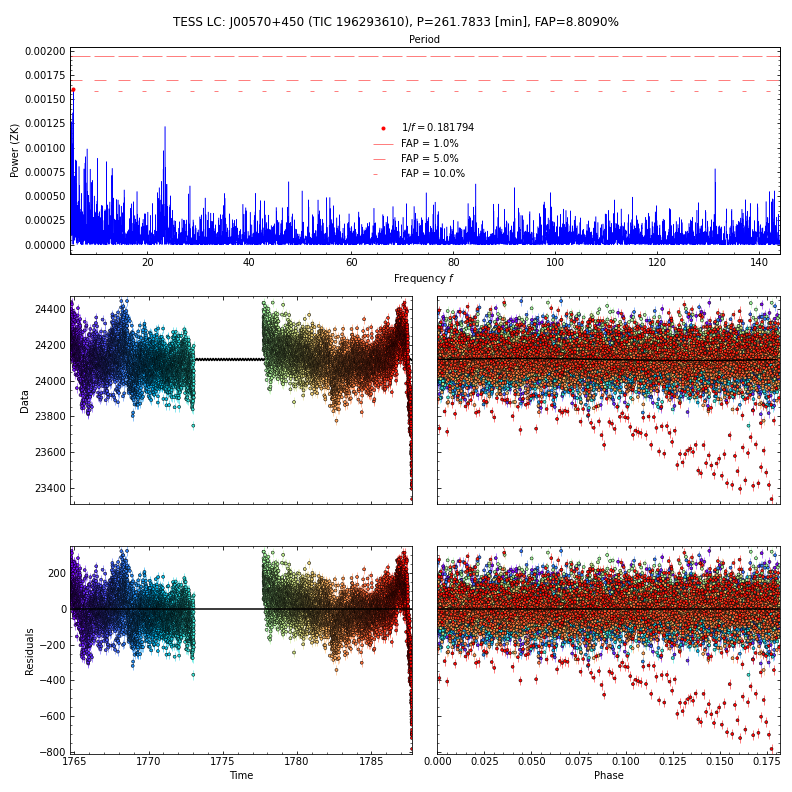 TESS LC: J00570+450 (TIC 196293610), P=261.7833 [min], FAP=8.8090%
Period
0.00200
0.00175
0.00150
0.00125
0.00100
0.00075
0.00050
0.00025
0.00000
Power (ZK)
1/f = 0.181794
FAP = 1.0%
FAP = 5.0%
FAP = 10.0%
20 40 60 80 100 120 140
Frequency f
24400
24200
24000
23800
23600
23400
Data
200
0
−200
−400
−600
−800
Residuals
1765 1770 1775 1780 1785
Time
0.000 0.025 0.050 0.075 0.100 0.125 0.150 0.175
Phase